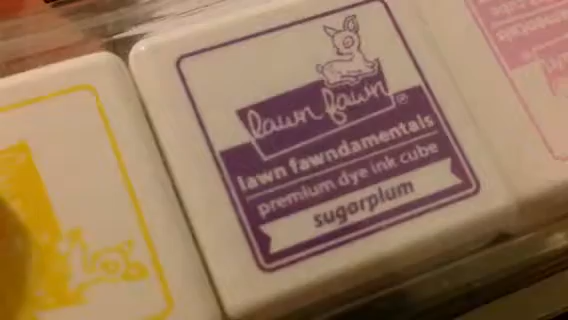 lawn fawn®
lawn fawndamentals
premium dye ink cube
sugarplum